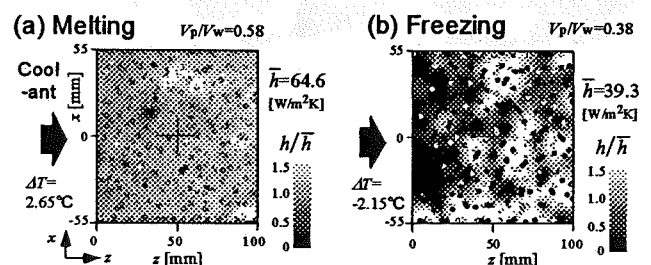 (a) Melting
Vp/Vw=0.58
Cool
-ant
ΔT=
2.65℃
x [mm]
55
0
-55
0
50
100
z [mm]
x
z
h̅=64.6
[W/m²K]
h/h̅
1.5
1.0
0.5
0
(b) Freezing
Vp/Vw=0.38
ΔT=
-2.15℃
55
0
-55
0
50
100
z [mm]
h̅=39.3
[W/m²K]
h/h̅
1.5
1.0
0.5
0